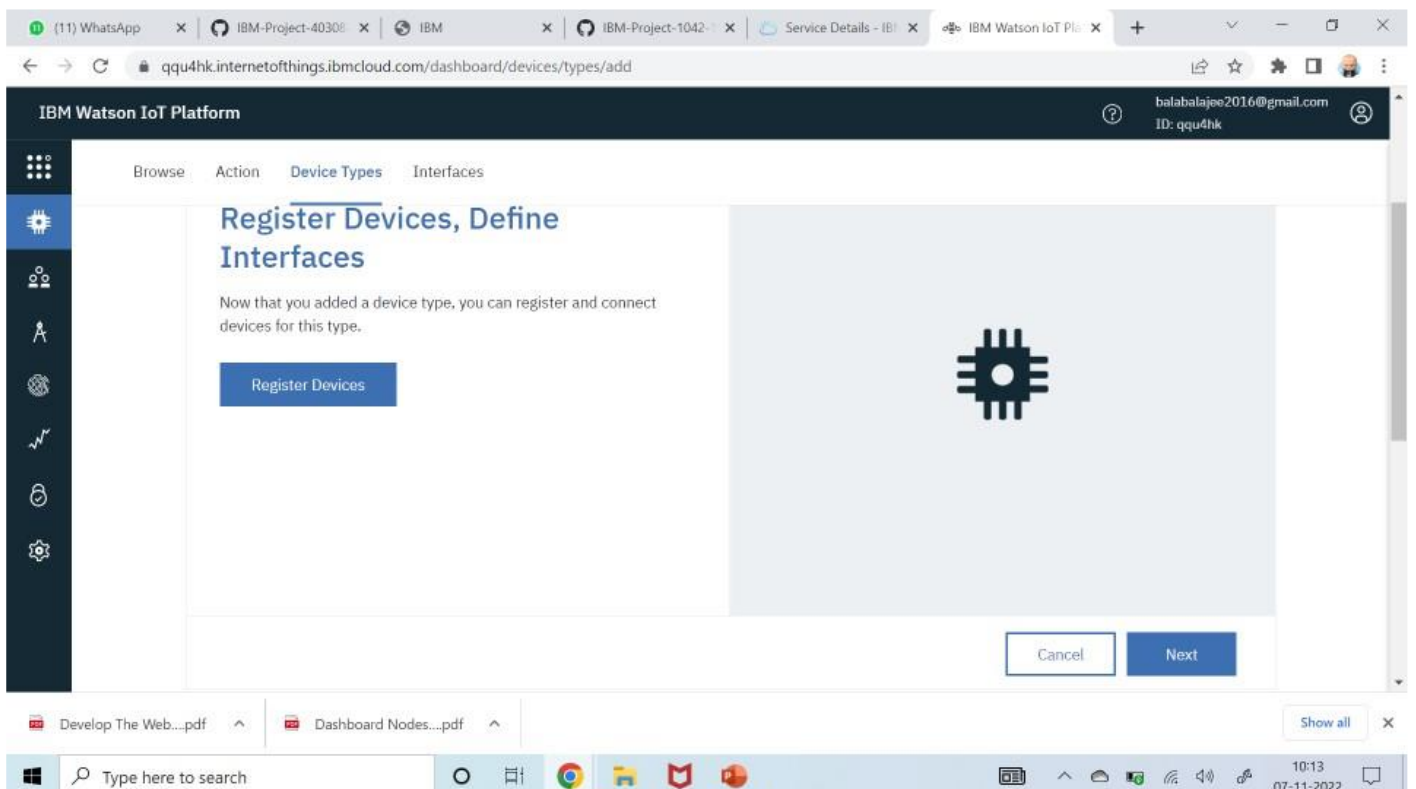 (11) WhatsApp
IBM-Project-40308
IBM
IBM-Project-1042-1
Service Details - IB
IBM Watson IoT Pla
qqu4hk.internetofthings.ibmcloud.com/dashboard/devices/types/add
IBM Watson IoT Platform
balabalajee2016@gmail.com
ID: qqu4hk
Browse Action Device Types Interfaces
Register Devices, Define
Interfaces
Now that you added a device type, you can register and connect
devices for this type.
Register Devices
Cancel Next
Develop The Web....pdf
Dashboard Nodes....pdf
Show all
Type here to search
10:13
07-11-2022